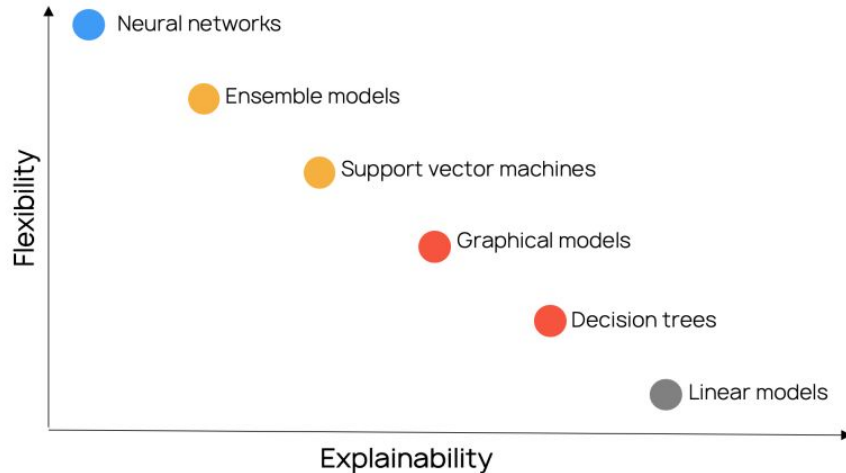 Neural networks
Ensemble models
Support vector machines
Flexibility
Graphical models
Decision trees
Linear models
Explainability